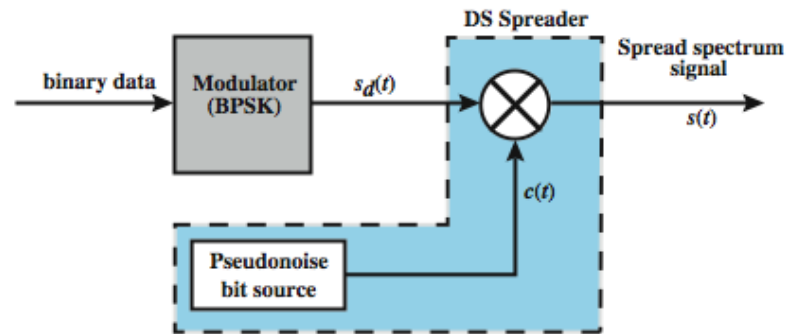 DS Spreader
Spread spectrum
signal
binary data
Modulator
(BPSK)
s_d(t)
s(t)
c(t)
Pseudonoise
bit source